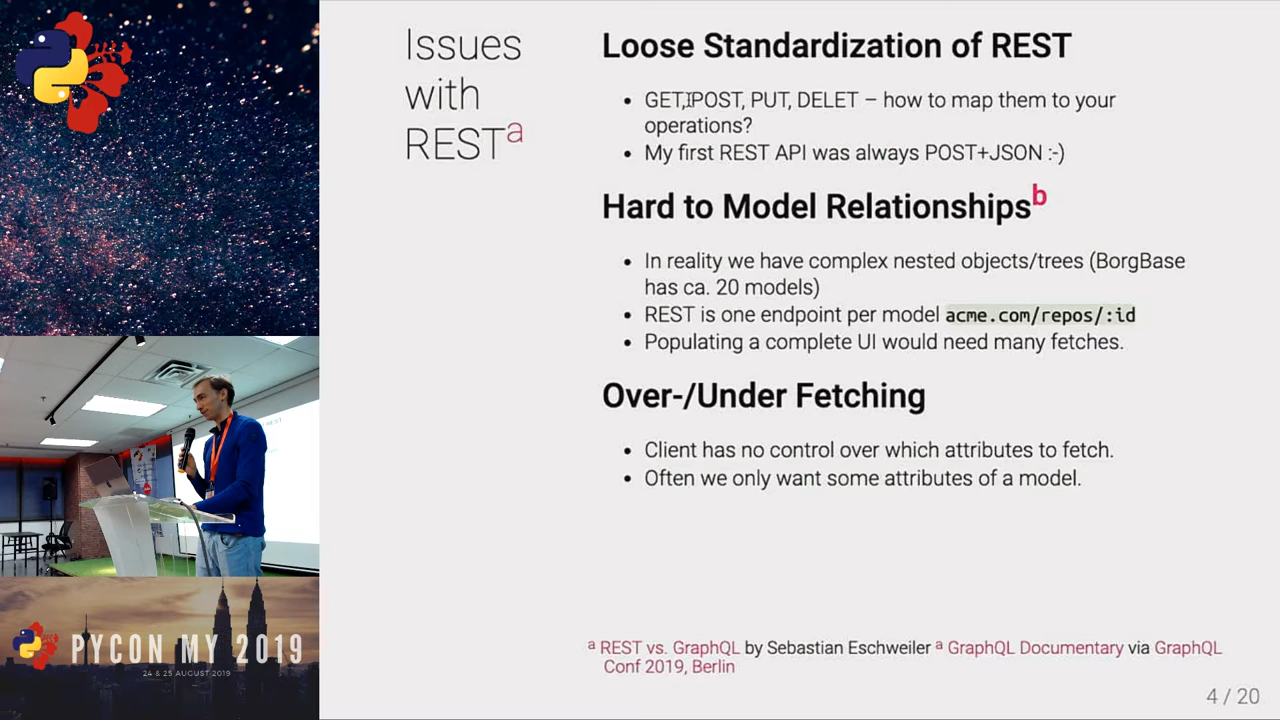 Issues
with
REST a
Loose Standardization of REST
GET, POST, PUT, DELET – how to map them to your
operations?
My first REST API was always POST+JSON :-)
Hard to Model Relationships b
In reality we have complex nested objects/trees (BorgBase
has ca. 20 models)
REST is one endpoint per model acme.com/repos/:id
Populating a complete UI would need many fetches.
Over-/Under Fetching
Client has no control over which attributes to fetch.
Often we only want some attributes of a model.
a REST vs. GraphQL by Sebastian Eschweiler a GraphQL Documentary via GraphQL
Conf 2019, Berlin
4 / 20
PYCON MY 2019
24 & 25 AUGUST 2019